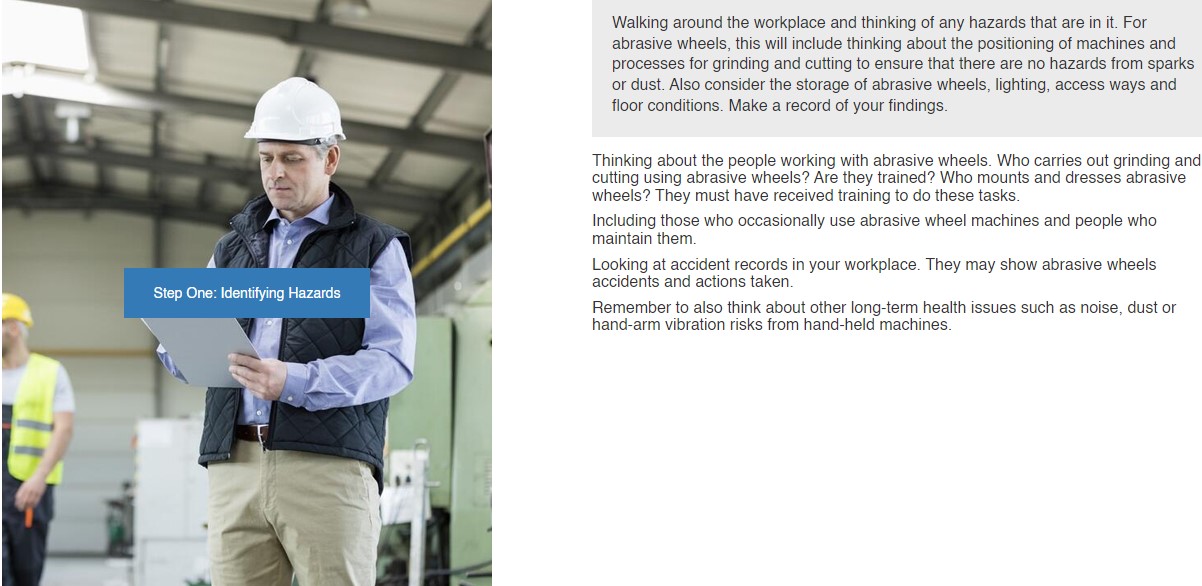 Step One: Identifying Hazards
Walking around the workplace and thinking of any hazards that are in it. For
abrasive wheels, this will include thinking about the positioning of machines and
processes for grinding and cutting to ensure that there are no hazards from sparks
or dust. Also consider the storage of abrasive wheels, lighting, access ways and
floor conditions. Make a record of your findings.
Thinking about the people working with abrasive wheels. Who carries out grinding and
cutting using abrasive wheels? Are they trained? Who mounts and dresses abrasive
wheels? They must have received training to do these tasks.
Including those who occasionally use abrasive wheel machines and people who
maintain them.
Looking at accident records in your workplace. They may show abrasive wheels
accidents and actions taken.
Remember to also think about other long-term health issues such as noise, dust or
hand-arm vibration risks from hand-held machines.